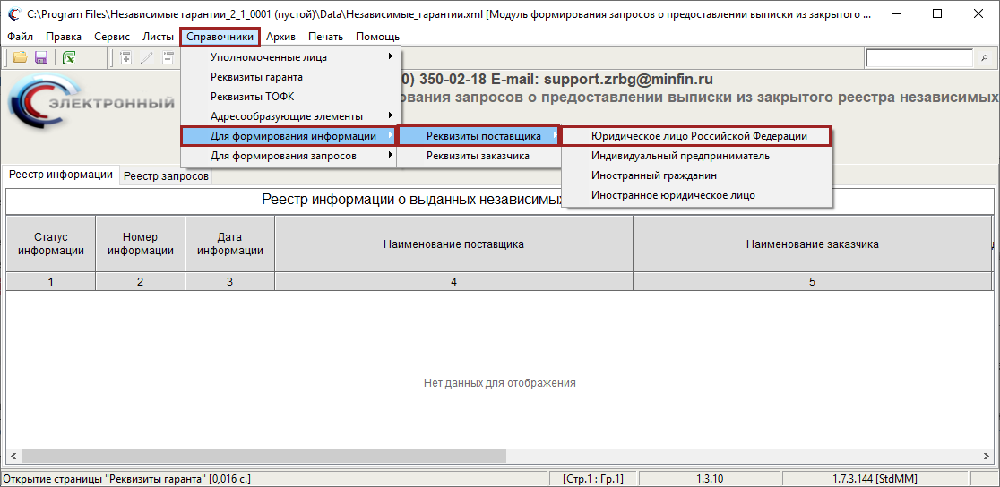 C:\Program Files\Независимые гарантии_2_1_0001 (пустой)\Data\Независимые_гарантии.xml [Модуль формирования запросов о предоставлении выписки из закрытого ...
Файл Правка Сервис Листы Справочники Архив Печать Помощь
Уполномоченные лица
Реквизиты гаранта
Реквизиты ТОФК
Адресообразующие элементы
Для формирования информации
Для формирования запросов
Реквизиты поставщика
Реквизиты заказчика
Юридическое лицо Российской Федерации
Индивидуальный предприниматель
Иностранный гражданин
Иностранное юридическое лицо
ЭЛЕКТРОННЫЙ
0) 350-02-18 E-mail: support.zrbg@minfin.ru
ования запросов о предоставлении выписки из закрытого реестра независимых
Реестр информации Реестр запросов
Реестр информации о выданных независимых
Статус информации Номер информации Дата информации Наименование поставщика Наименование заказчика
1 2 3 4 5
Нет данных для отображения
Открытие страницы "Реквизиты гаранта" [0,016 с.] [Стр.1 : Гр.1] 1.3.10 1.7.3.144 [StdMM]